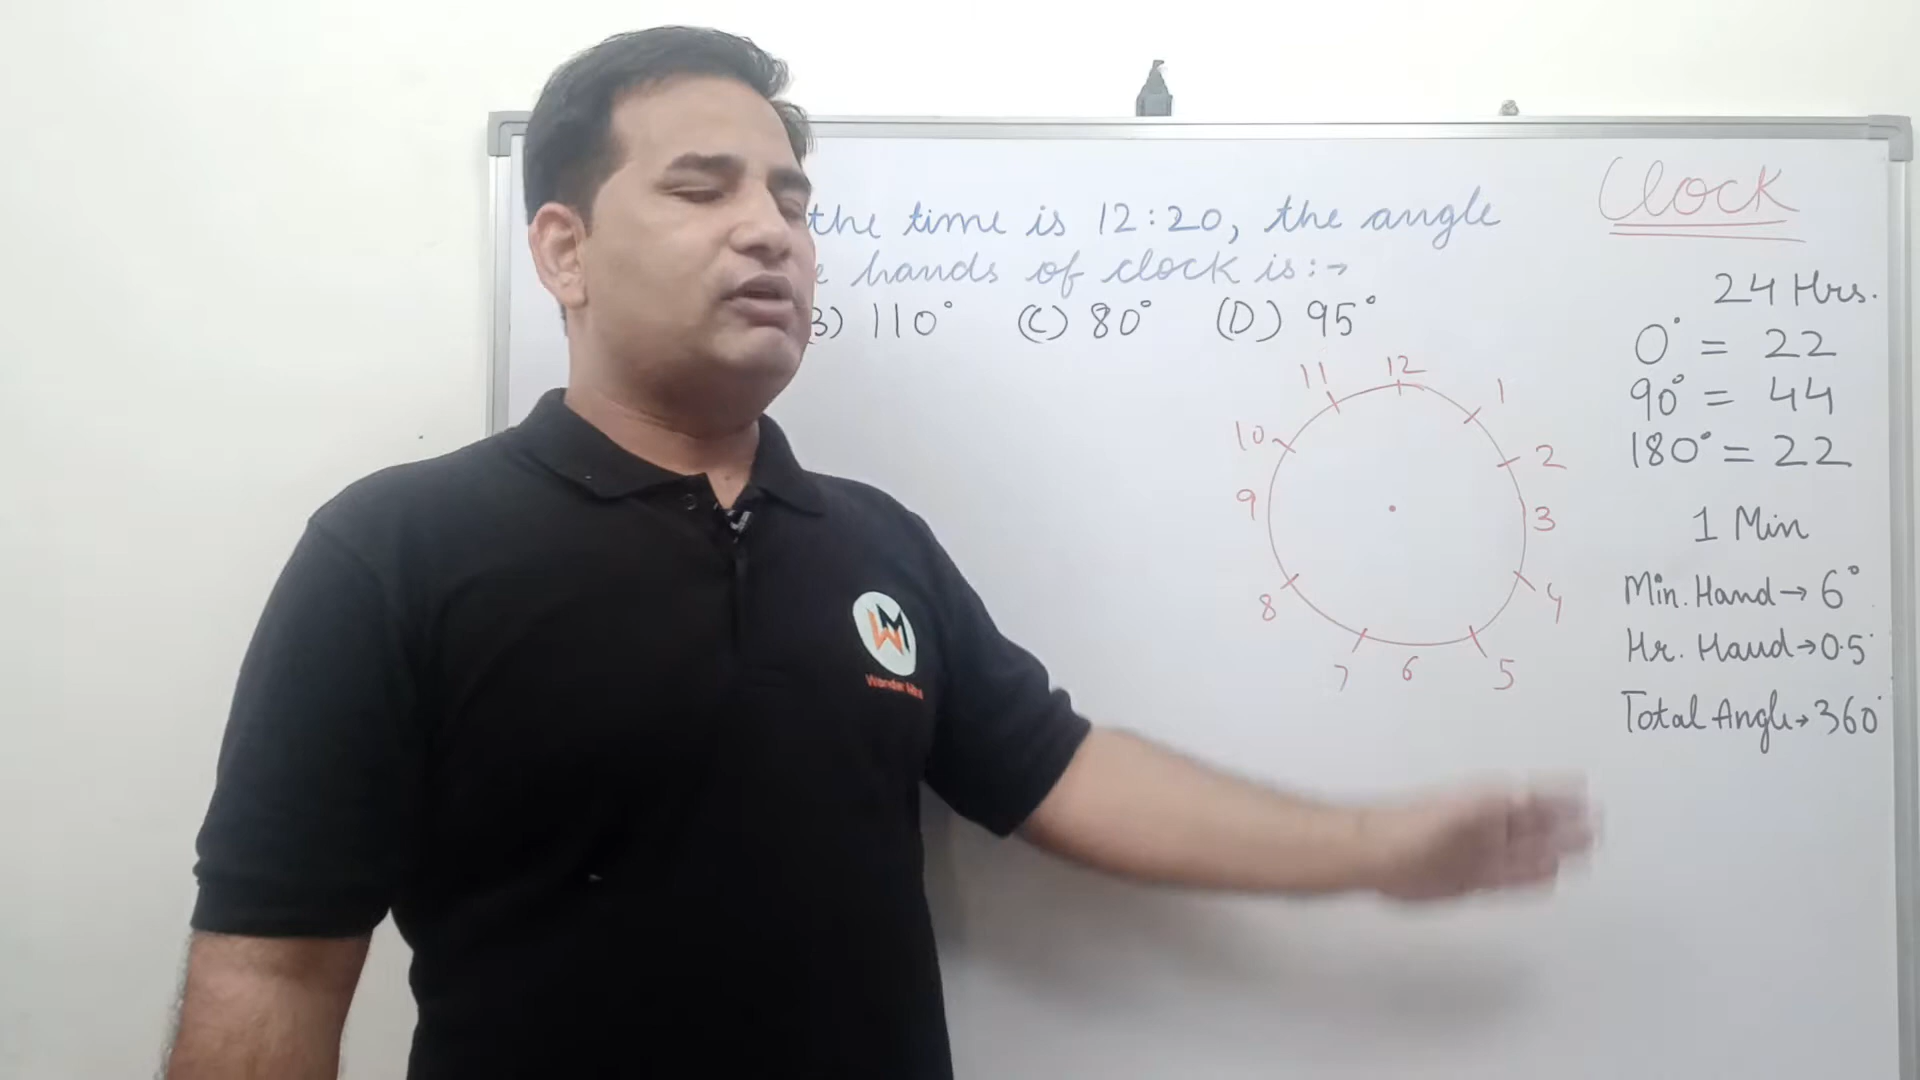 Clock
the time is 12:20, the angle
hands of clock is:→
110° (C) 80° (D) 95°
24 Hrs.
0° = 22
90° = 44
180° = 22
1 Min
Min. Hand→6°
Hr. Hand→0.5°
Total Angle→360°
12
1
2
3
4
5
6
7
8
9
10
11
WM